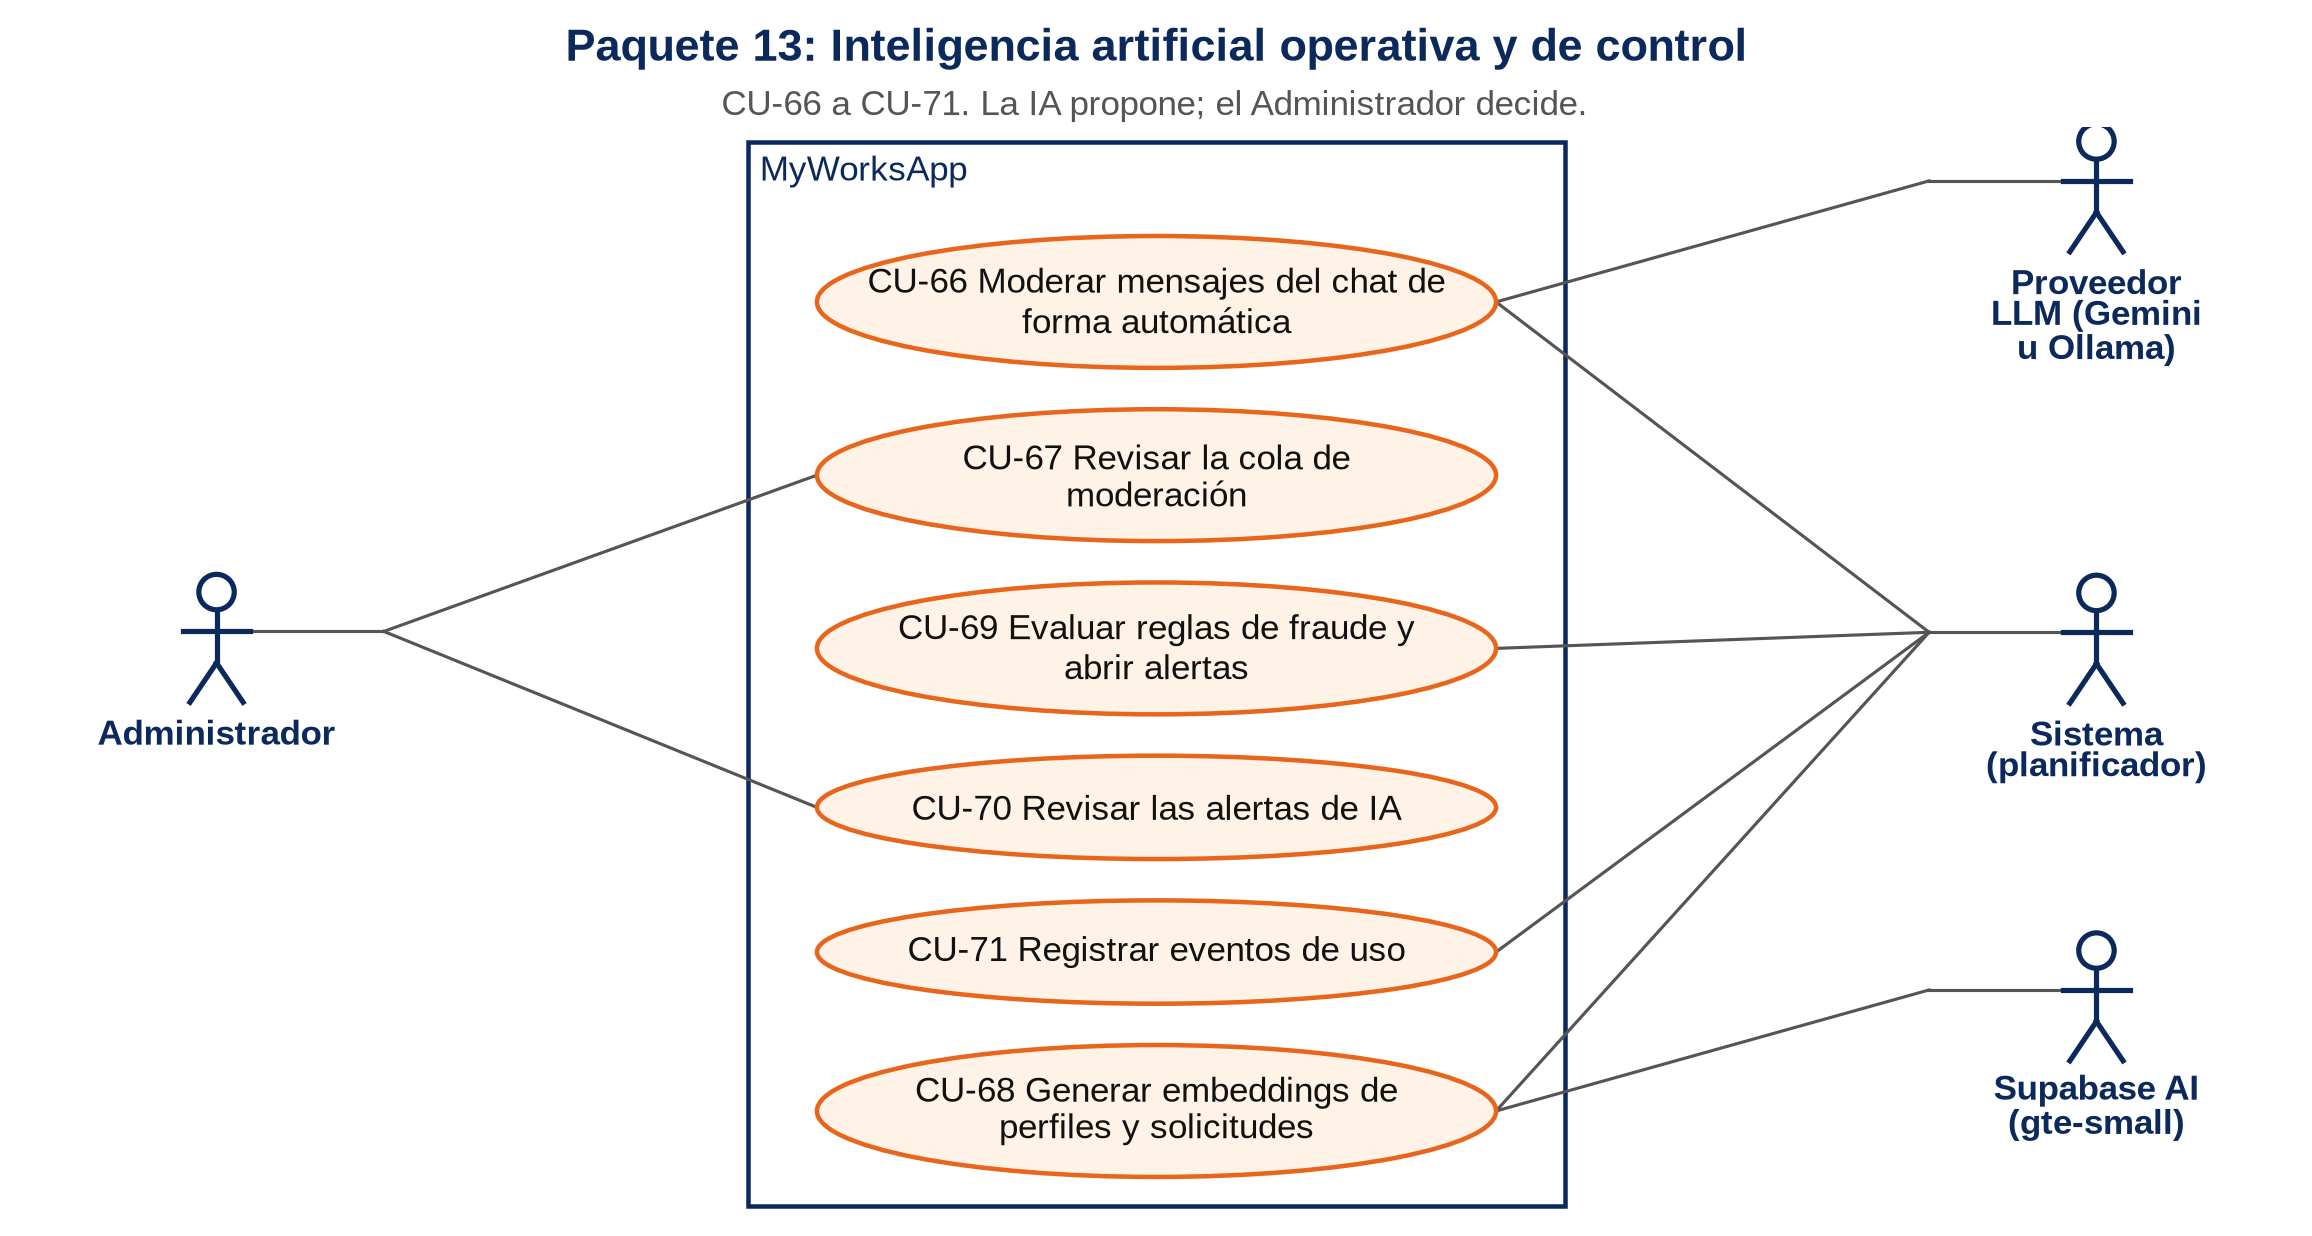 Paquete 13: Inteligencia artificial operativa y de control
CU-66 a CU-71. La IA propone; el Administrador decide.
MyWorksApp
CU-66 Moderar mensajes del chat de
forma automática
CU-67 Revisar la cola de
moderación
CU-69 Evaluar reglas de fraude y
abrir alertas
CU-70 Revisar las alertas de IA
CU-71 Registrar eventos de uso
CU-68 Generar embeddings de
perfiles y solicitudes
Administrador
Proveedor
LLM (Gemini
u Ollama)
Sistema
(planificador)
Supabase AI
(gte-small)